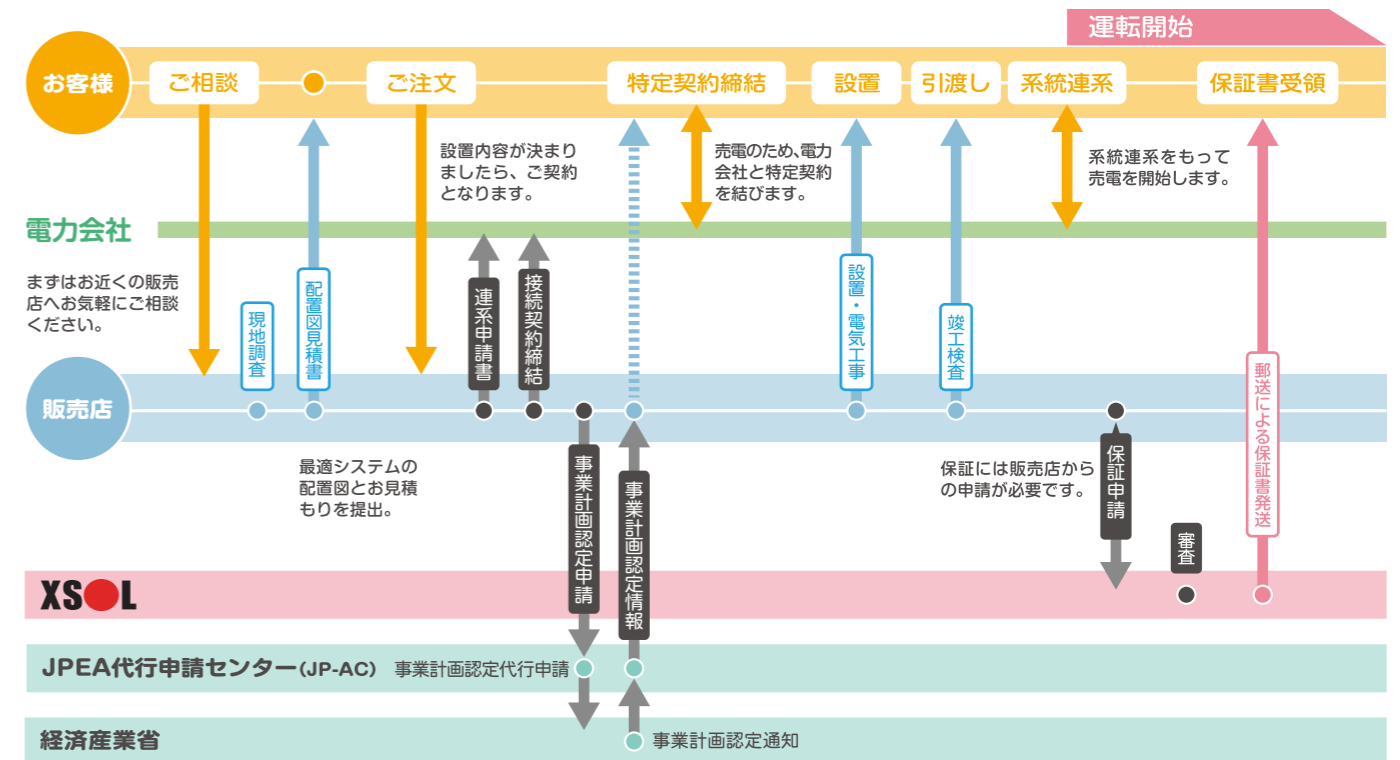 運転開始
お客様
ご相談
ご注文
特定契約締結
設置
引渡し
系統連系
保証書受領
設置内容が決まり
ましたら、ご契約
となります。
売電のため、電力
会社と特定契約
を結びます。
系統連系をもって
売電を開始します。
電力会社
まずはお近くの販売
店へお気軽にご相談
ください。
現地調査
配置図見積書
連系申請書
接続契約締結
設置・電気工事
竣工検査
郵送による保証書発送
販売店
最適システムの
配置図とお見積
もりを提出。
事業計画認定申請
事業計画認定情報
保証には販売店から
の申請が必要です。
保証申請
審査
XSOL
JPEA代行申請センター(JP-AC)
事業計画認定代行申請
経済産業省
事業計画認定通知